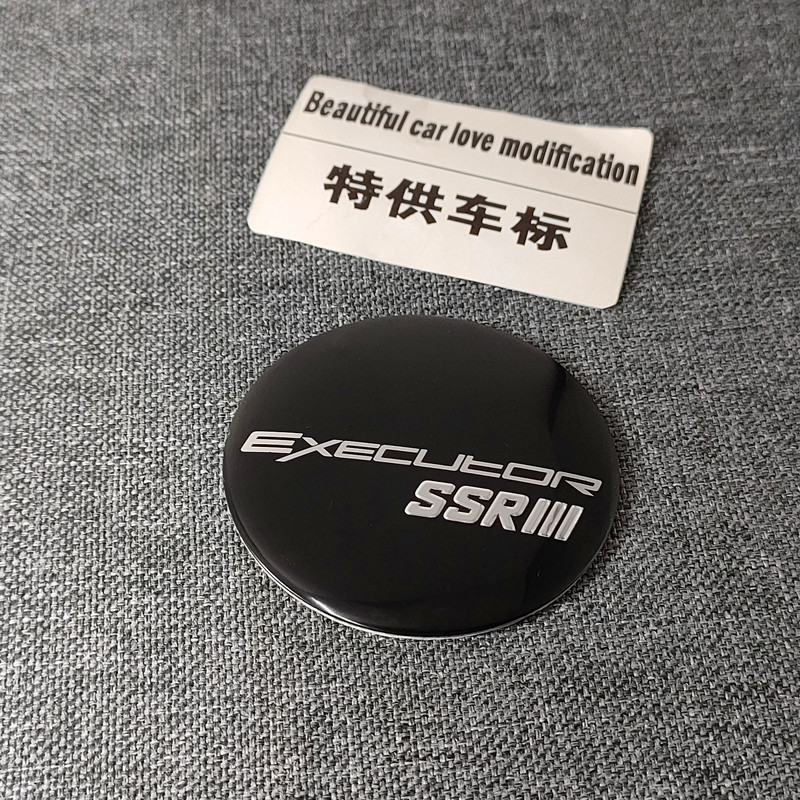 Beautiful car love modification
特供车标
EXECUTOR
SSRIII